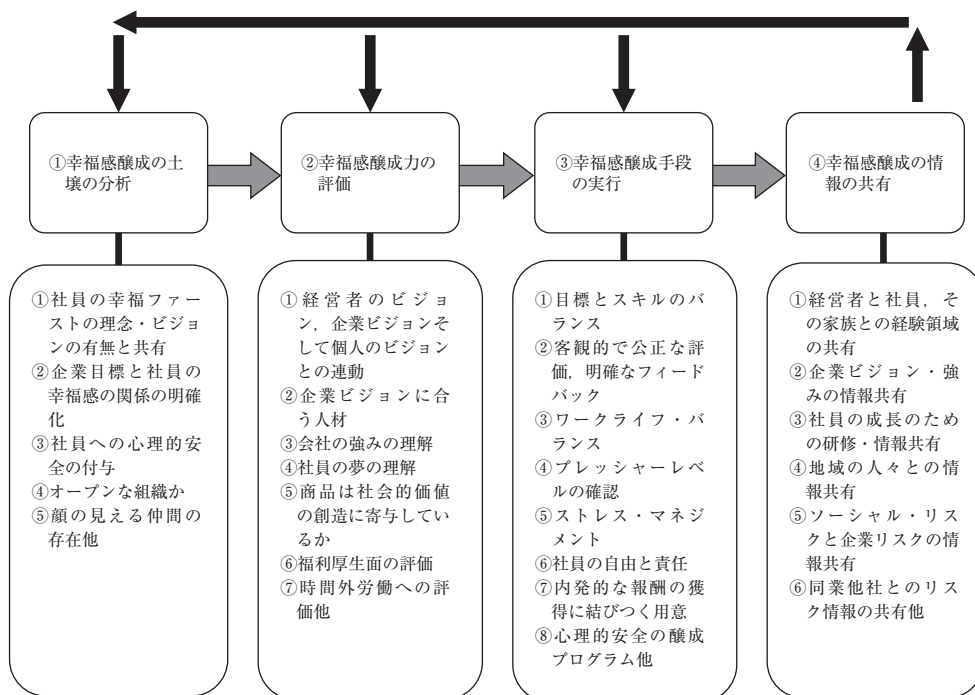 ①幸福感醸成の土
壌の分析
②幸福感醸成力の
評価
③幸福感醸成手段
の実行
④幸福感醸成の情
報の共有
①社員の幸福ファー
ストの理念・ビジョ
ンの有無と共有
②企業目標と社員の
幸福感の関係の明確
化
③社員への心理的安
全の付与
④オープンな組織か
⑤顔の見える仲間の
存在他
①経営者のビジョ
ン，企業ビジョンそ
して個人のビジョン
との連動
②企業ビジョンに合
う人材
③会社の強みの理解
④社員の夢の理解
⑤商品は社会的価値
の創造に寄与してい
るか
⑥福利厚生面の評価
⑦時間外労働への評
価他
①目標とスキルのバ
ランス
②客観的で公正な評
価，明確なフィード
バック
③ワークライフ・バ
ランス
④プレッシャーレベ
ルの確認
⑤ストレス・マネジ
メント
⑥社員の自由と責任
⑦内発的な報酬の獲
得に結びつく用意
⑧心理的安全の醸成
プログラム他
①経営者と社員，そ
の家族との経験領域
の共有
②企業ビジョン・強
みの情報共有
③社員の成長のため
の研修・情報共有
④地域の人々との情
報共有
⑤ソーシャル・リス
クと企業リスクの情
報共有
⑥同業他社とのリス
ク情報の共有他